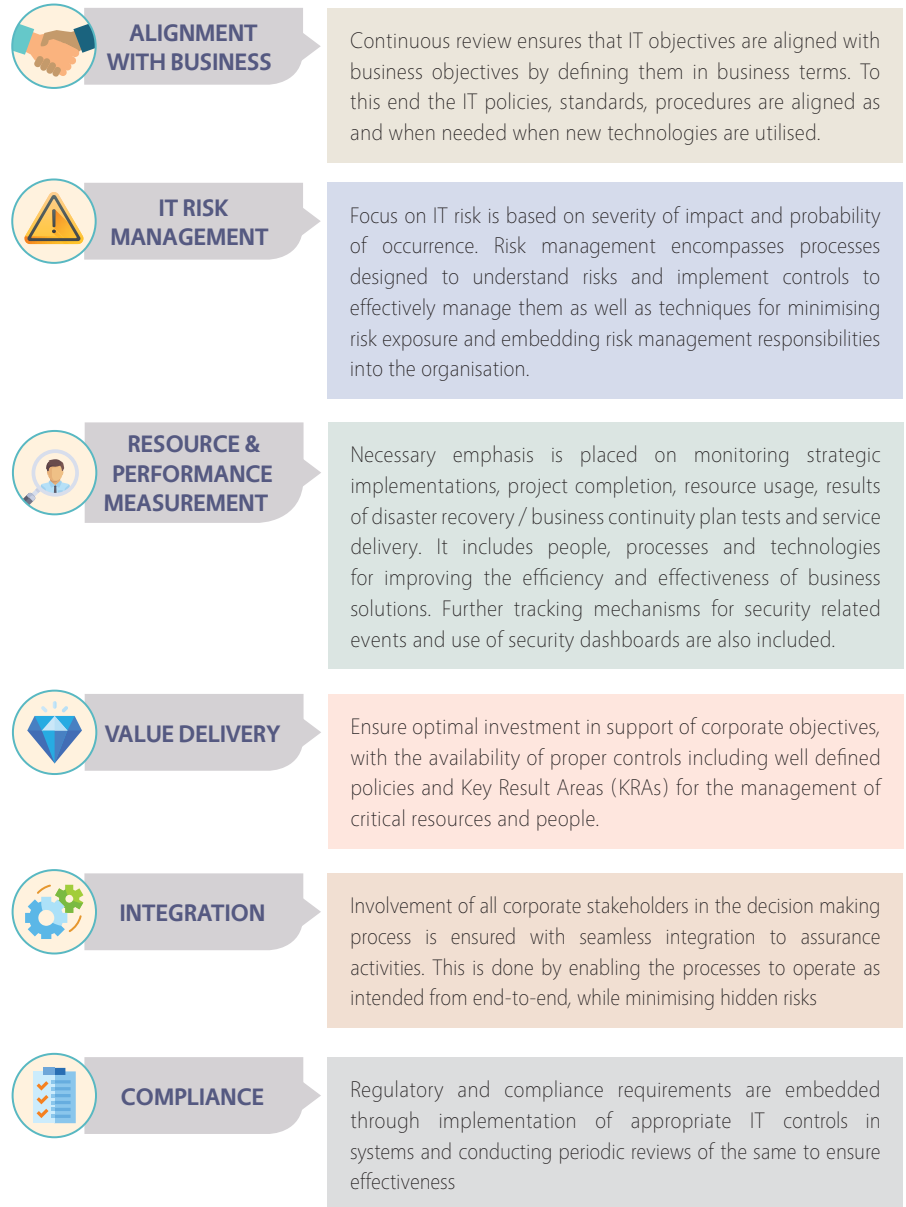 ALIGNMENT
WITH BUSINESS
Continuous review ensures that IT objectives are aligned with
business objectives by defining them in business terms. To
this end the IT policies, standards, procedures are aligned as
and when needed when new technologies are utilised.
IT RISK
MANAGEMENT
Focus on IT risk is based on severity of impact and probability
of occurrence. Risk management encompasses processes
designed to understand risks and implement controls to
effectively manage them as well as techniques for minimising
risk exposure and embedding risk management responsibilities
into the organisation.
RESOURCE &
PERFORMANCE
MEASUREMENT
Necessary emphasis is placed on monitoring strategic
implementations, project completion, resource usage, results
of disaster recovery / business continuity plan tests and service
delivery. It includes people, processes and technologies
for improving the efficiency and effectiveness of business
solutions. Further tracking mechanisms for security related
events and use of security dashboards are also included.
VALUE DELIVERY
Ensure optimal investment in support of corporate objectives,
with the availability of proper controls including well defined
policies and Key Result Areas (KRAs) for the management of
critical resources and people.
INTEGRATION
Involvement of all corporate stakeholders in the decision making
process is ensured with seamless integration to assurance
activities. This is done by enabling the processes to operate as
intended from end-to-end, while minimising hidden risks
COMPLIANCE
Regulatory and compliance requirements are embedded
through implementation of appropriate IT controls in
systems and conducting periodic reviews of the same to ensure
effectiveness